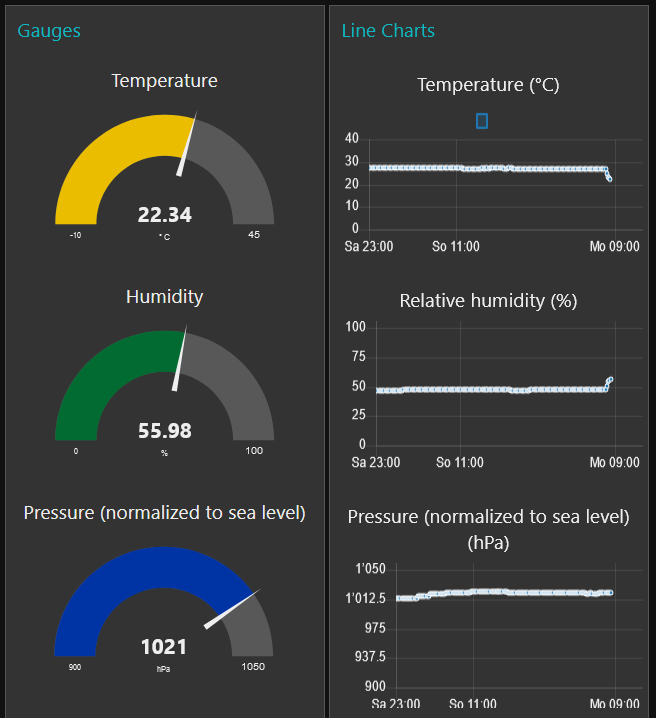 Gauges
Temperature
22.34
-10
°C
45
Humidity
55.98
0
%
100
Pressure (normalized to sea level)
1021
900
hPa
1050
Line Charts
Temperature (°C)
40
30
20
10
0
Sa 23:00
So 11:00
Mo 09:00
Relative humidity (%)
100
75
50
25
0
Sa 23:00
So 11:00
Mo 09:00
Pressure (normalized to sea level)
(hPa)
1'050
1'012.5
975
937.5
900
Sa 23:00
So 11:00
Mo 09:00